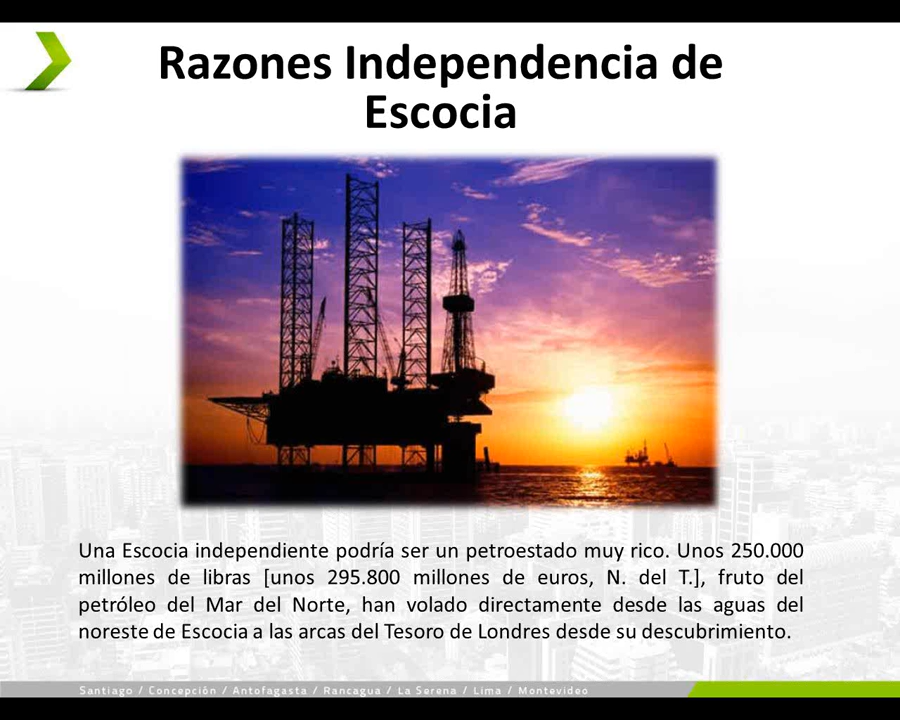 Razones Independencia de
Escocia
Una Escocia independiente podría ser un petroestado muy rico. Unos 250.000
millones de libras [unos 295.800 millones de euros, N. del T.], fruto del
petróleo del Mar del Norte, han volado directamente desde las aguas del
noreste de Escocia a las arcas del Tesoro de Londres desde su descubrimiento.
Santiago / Concepción / Antofagasta / Rancagua / La Serena / Lima / Montevideo